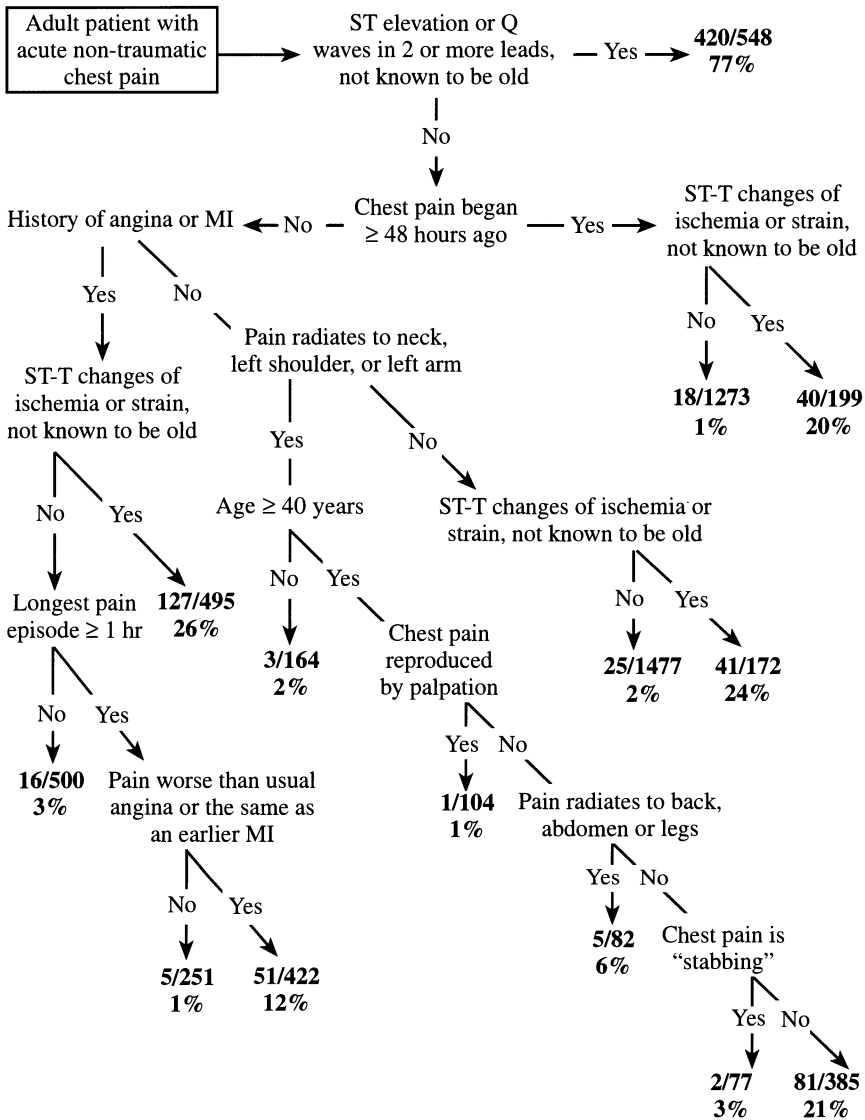 Adult patient with
acute non-traumatic
chest pain
ST elevation or Q
waves in 2 or more leads,
not known to be old
Yes
420/548
77%
No
Chest pain began
≥ 48 hours ago
No
History of angina or MI
Yes
ST-T changes of
ischemia or strain,
not known to be old
No
Yes
18/1273
1%
40/199
20%
Yes
No
ST-T changes of
ischemia or strain,
not known to be old
Pain radiates to neck,
left shoulder, or left arm
No
Yes
Longest pain
episode ≥ 1 hr
127/495
26%
No
Yes
16/500
3%
Pain worse than usual
angina or the same as
an earlier MI
No
Yes
5/251
1%
51/422
12%
Yes
No
Age ≥ 40 years
ST-T changes of ischemia or
strain, not known to be old
No
Yes
25/1477
2%
41/172
24%
No
Yes
3/164
2%
Chest pain
reproduced
by palpation
Yes
No
1/104
1%
Pain radiates to back,
abdomen or legs
Yes
No
5/82
6%
Chest pain is
“stabbing”
Yes
No
2/77
3%
81/385
21%